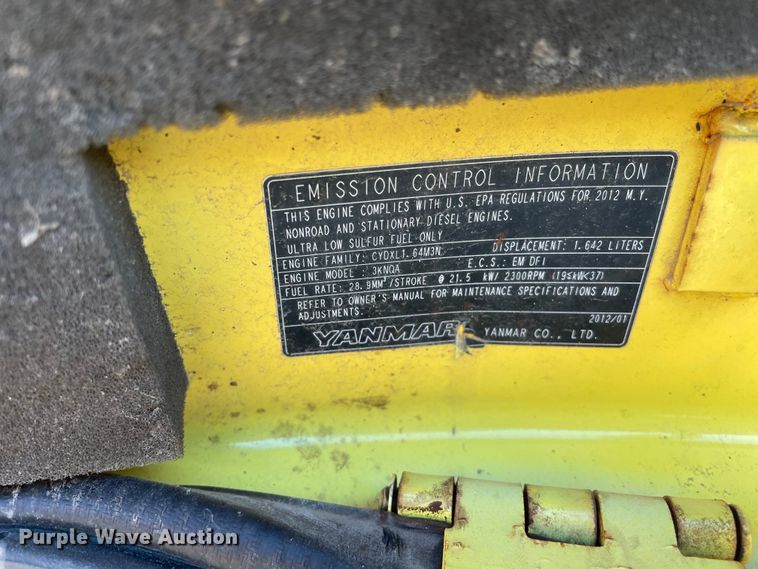 EMISSION CONTROL INFORMATION
THIS ENGINE COMPLIES WITH U.S. EPA REGULATIONS FOR 2012 M.Y.
NONROAD AND STATIONARY DIESEL ENGINES.
ULTRA LOW SULFUR FUEL ONLY
ENGINE FAMILY: CYDXL1.64M3N DISPLACEMENT: 1.642 LITERS
ENGINE MODEL: 3KNQA E.C.S.: EM DFI
FUEL RATE: 28.9MM³/STROKE @ 21.5 kW/ 2300RPM (19≤kW<37)
REFER TO OWNER'S MANUAL FOR MAINTENANCE SPECIFICATIONS AND
ADJUSTMENTS.
2012/01
YANMAR YANMAR CO., LTD.
Purple Wave Auction